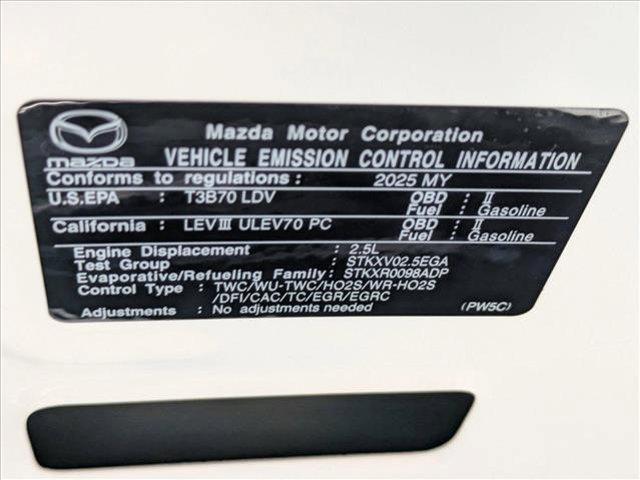 Mazda Motor Corporation
mazda VEHICLE EMISSION CONTROL INFORMATION
Conforms to regulations : 2025 MY
U.S.EPA : T3B70 LDV OBD : II
Fuel : Gasoline
California : LEVIII ULEV70 PC OBD : II
Fuel : Gasoline
Engine Displacement : 2.5L
Test Group : STKXV02.5EGA
Evaporative/Refueling Family : STKXR0098ADP
Control Type : TWC/WU-TWC/HO2S/WR-HO2S
/DFI/CAC/TC/EGR/EGRC
Adjustments : No adjustments needed (PW5C)